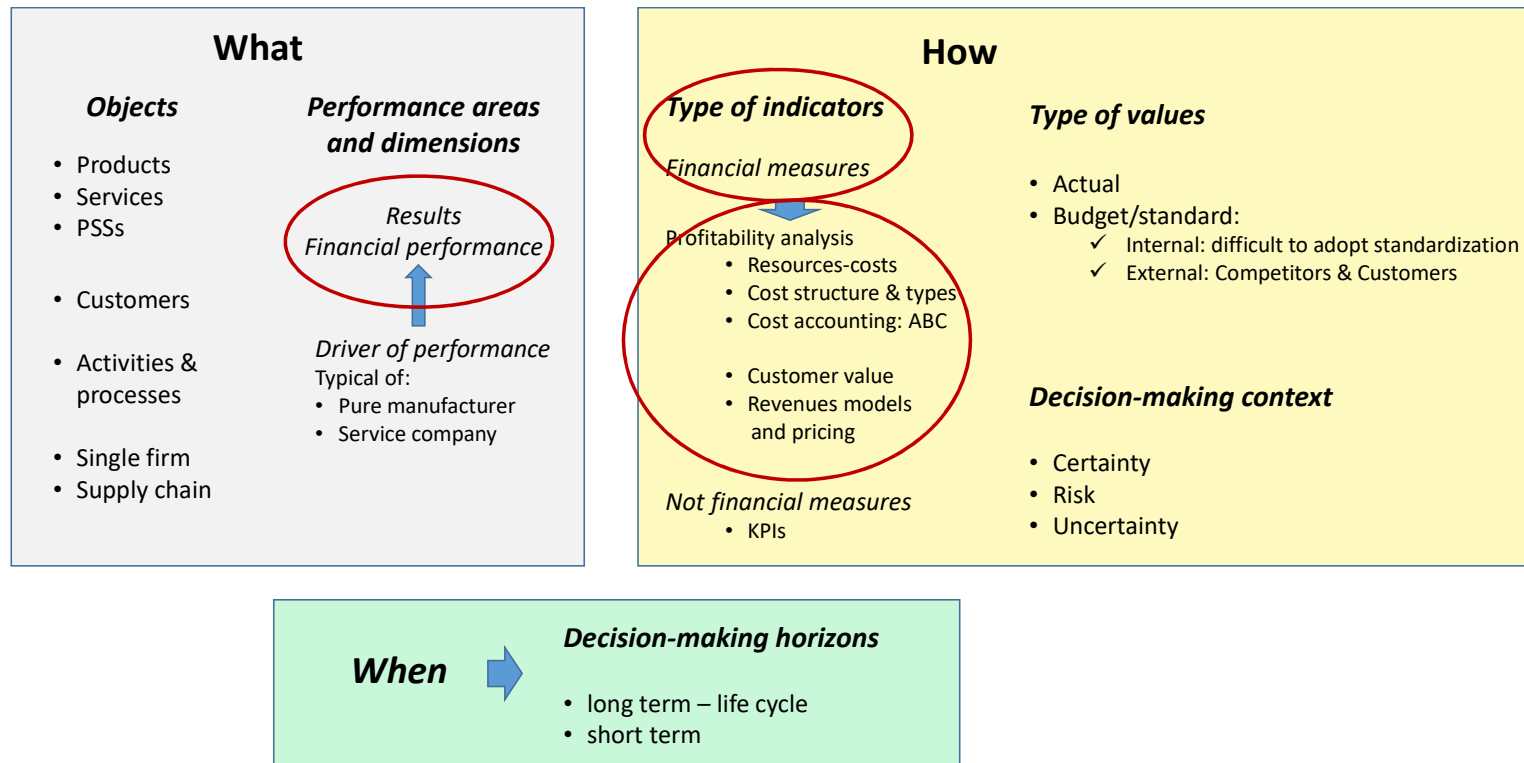 What
Objects
• Products
• Services
• PSSs
• Customers
• Activities &
processes
• Single firm
• Supply chain
Performance areas
and dimensions
Results
Financial performance
Driver of performance
Typical of:
• Pure manufacturer
• Service company
How
Type of indicators
Financial measures
Profitability analysis
• Resources-costs
• Cost structure & types
• Cost accounting: ABC
• Customer value
• Revenues models
and pricing
Not financial measures
• KPIs
Type of values
• Actual
• Budget/standard:
✓ Internal: difficult to adopt standardization
✓ External: Competitors & Customers
Decision-making context
• Certainty
• Risk
• Uncertainty
When
Decision-making horizons
• long term – life cycle
• short term